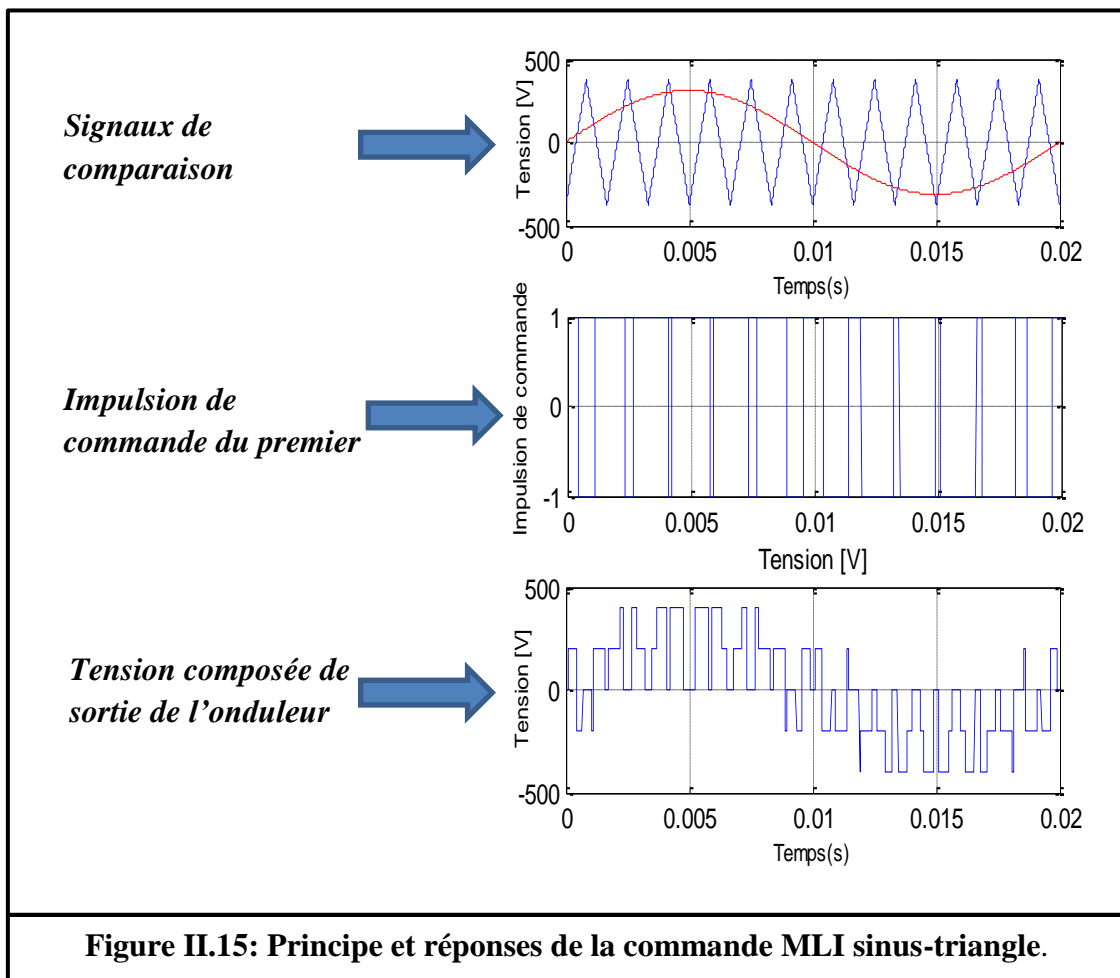 Signaux de
comparaison
Tension [V]
500
0
-500
0 0.005 0.01 0.015 0.02
Temps(s)
Impulsion de
commande du premier
Impulsion de commande
1
0
-1
0 0.005 0.01 0.015 0.02
Tension [V]
Tension composée de
sortie de l'onduleur
Tension [V]
500
0
-500
0 0.005 0.01 0.015 0.02
Temps(s)
Figure II.15: Principe et réponses de la commande MLI sinus-triangle.